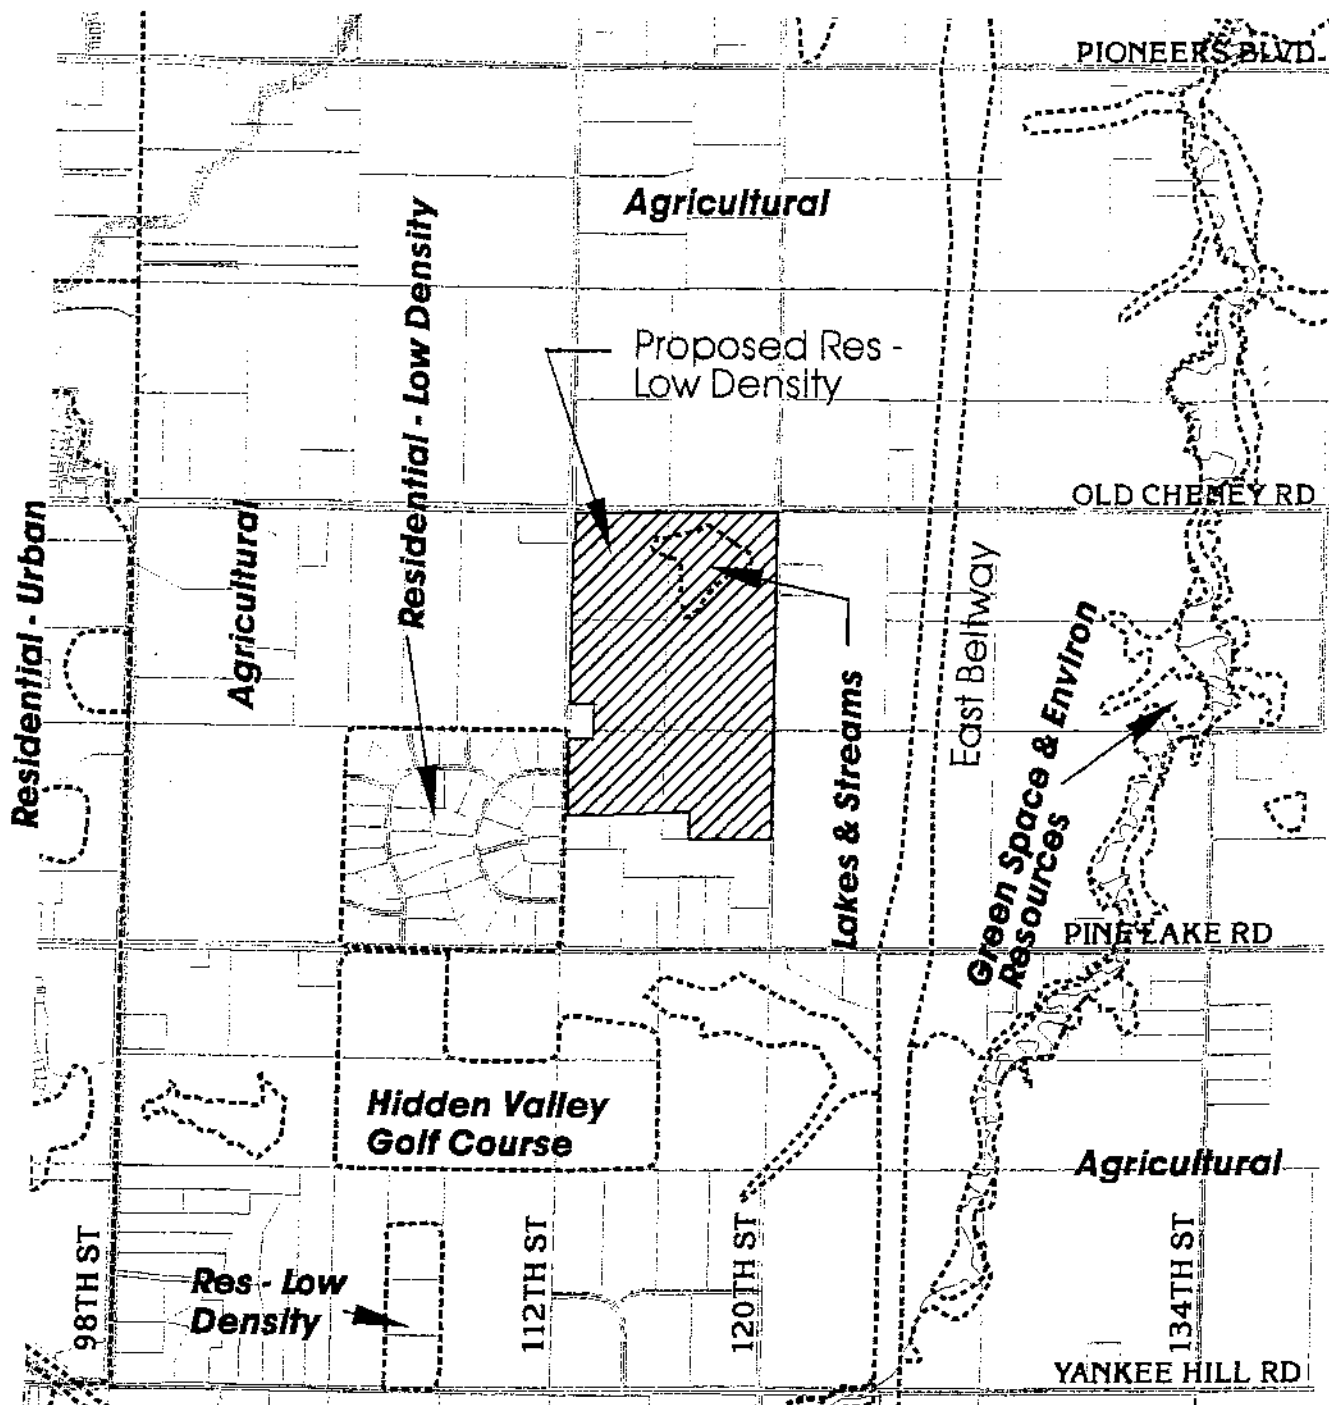 PIONEERS BLVD.
Agricultural
Residential - Low Density
Proposed Res -
Low Density
OLD CHENEY RD
Residential - Urban
Agricultural
East Beltway
Lakes & Streams
Green Space & Environ
Resources
PINE LAKE RD
Hidden Valley
Golf Course
Agricultural
98TH ST
Res - Low
Density
112TH ST
120TH ST
134TH ST
YANKEE HILL RD